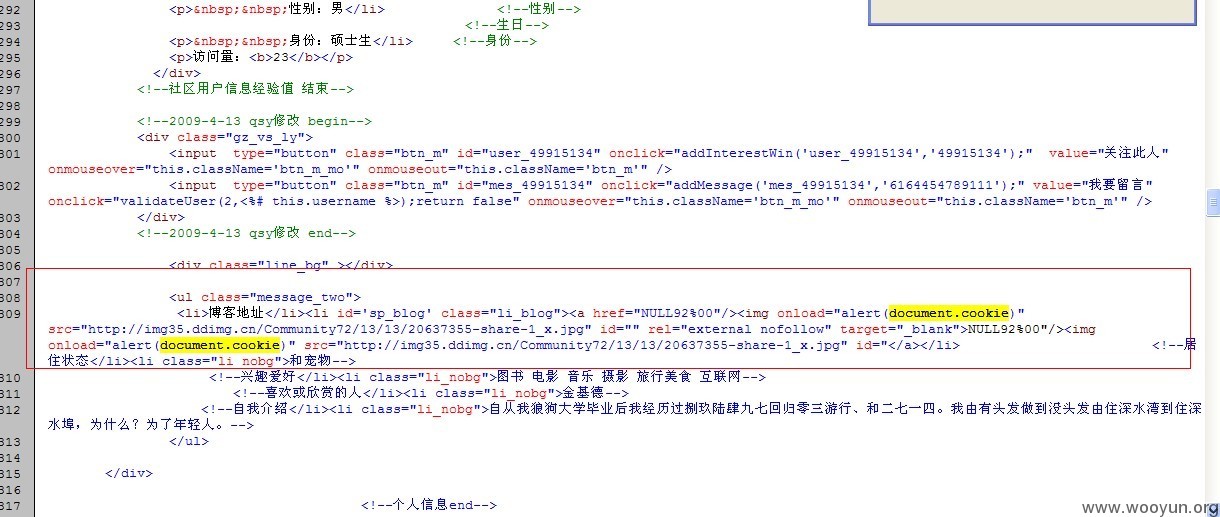 292 <p>&nbsp;&nbsp;性别：男</li> <!--性别-->
293 <!--生日-->
294 <p>&nbsp;&nbsp;身份：硕士生</li> <!--身份-->
295 <p>访问量：<b>23</b></p>
296 </div>
297 <!--社区用户信息经验值 结束-->
298
299 <!--2009-4-13 qsy修改 begin-->
300 <div class="gz_vs_ly">
301 <input  type="button" class="btn_m" id="user_49915134" onclick="addInterestWin('user_49915134','49915134');"  value="关注此人"
onmouseover="this.className='btn_m_mo'" onmouseout="this.className='btn_m'" />
302 <input  type="button" class="btn_m" id="mes_49915134" onclick="addMessage('mes_49915134','6164454789111');" value="我要留言"
onclick="validateUser(2,<%# this.username %>);return false" onmouseover="this.className='btn_m_mo'" onmouseout="this.className='btn_m'" />
303 </div>
304 <!--2009-4-13 qsy修改 end-->
305
306 <div class="line_bg" ></div>
307
308 <ul class="message_two">
309 <li>博客地址</li><li id='sp_blog' class="li_blog"><a href="NULL92%00"/><img onload="alert(document.cookie)"
src="http://img35.ddimg.cn/Community72/13/13/20637355-share-1_x.jpg" id="" rel="external nofollow" target="_blank">NULL92%00"/><img
onload="alert(document.cookie)" src="http://img35.ddimg.cn/Community72/13/13/20637355-share-1_x.jpg" id="</a></li> <!--居
住状态</li><li class="li_nobg">和宠物-->
310 <!--兴趣爱好</li><li class="li_nobg">图书 电影 音乐 摄影 旅行美食 互联网-->
311 <!--喜欢或欣赏的人</li><li class="li_nobg">金基德-->
312 <!--自我介绍</li><li class="li_nobg">自从我狼狗大学毕业后我经历过捌玖陆肆九七回归零三游行、和二七一四。我由有头发做到没头发由住深水湾到住深
水埠，为什么？为了年轻人。-->
313 </ul>
314
315 </div>
316
317 <!--个人信息end-->
www.wooyun.org